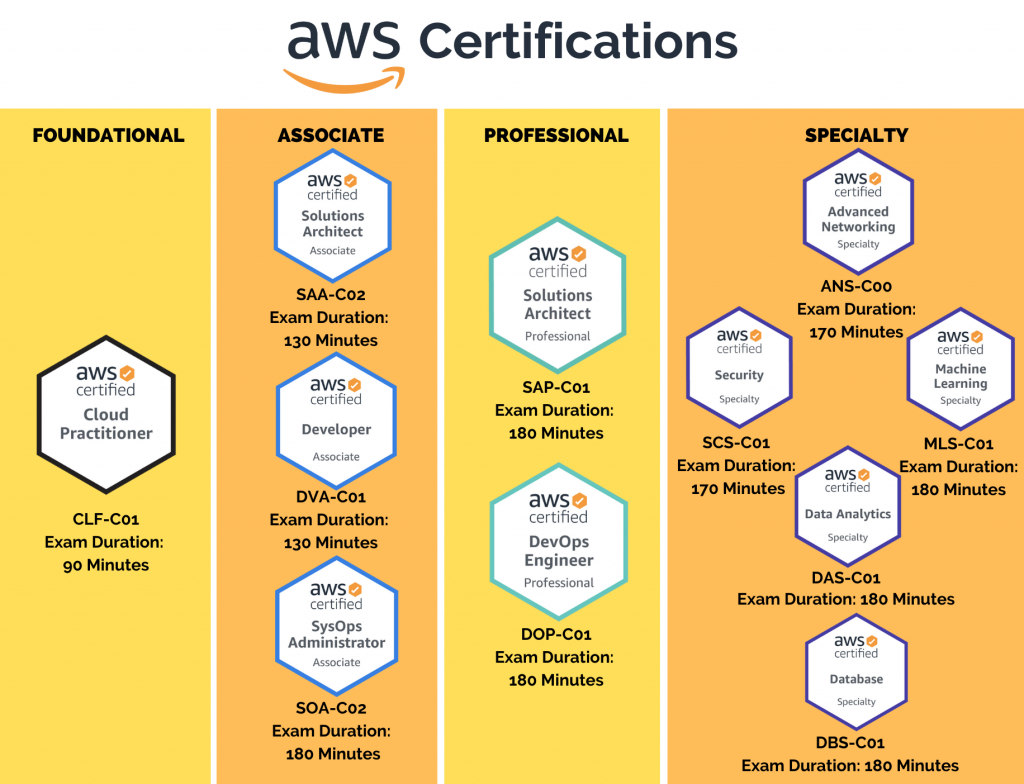 aws Certifications
FOUNDATIONAL
aws
certified
Cloud
Practitioner
CLF-C01
Exam Duration:
90 Minutes
ASSOCIATE
aws
certified
Solutions
Architect
Associate
SAA-C02
Exam Duration:
130 Minutes
aws
certified
Developer
Associate
DVA-C01
Exam Duration:
130 Minutes
aws
certified
SysOps
Administrator
Associate
SOA-C02
Exam Duration:
180 Minutes
PROFESSIONAL
aws
certified
Solutions
Architect
Professional
SAP-C01
Exam Duration:
180 Minutes
aws
certified
DevOps
Engineer
Professional
DOP-C01
Exam Duration:
180 Minutes
SPECIALTY
aws
certified
Advanced
Networking
Specialty
ANS-C00
Exam Duration:
170 Minutes
aws
certified
Security
Specialty
SCS-C01
Exam Duration:
170 Minutes
aws
certified
Machine
Learning
Specialty
MLS-C01
Exam Duration:
180 Minutes
aws
certified
Data Analytics
Specialty
DAS-C01
Exam Duration: 180 Minutes
aws
certified
Database
Specialty
DBS-C01
Exam Duration: 180 Minutes